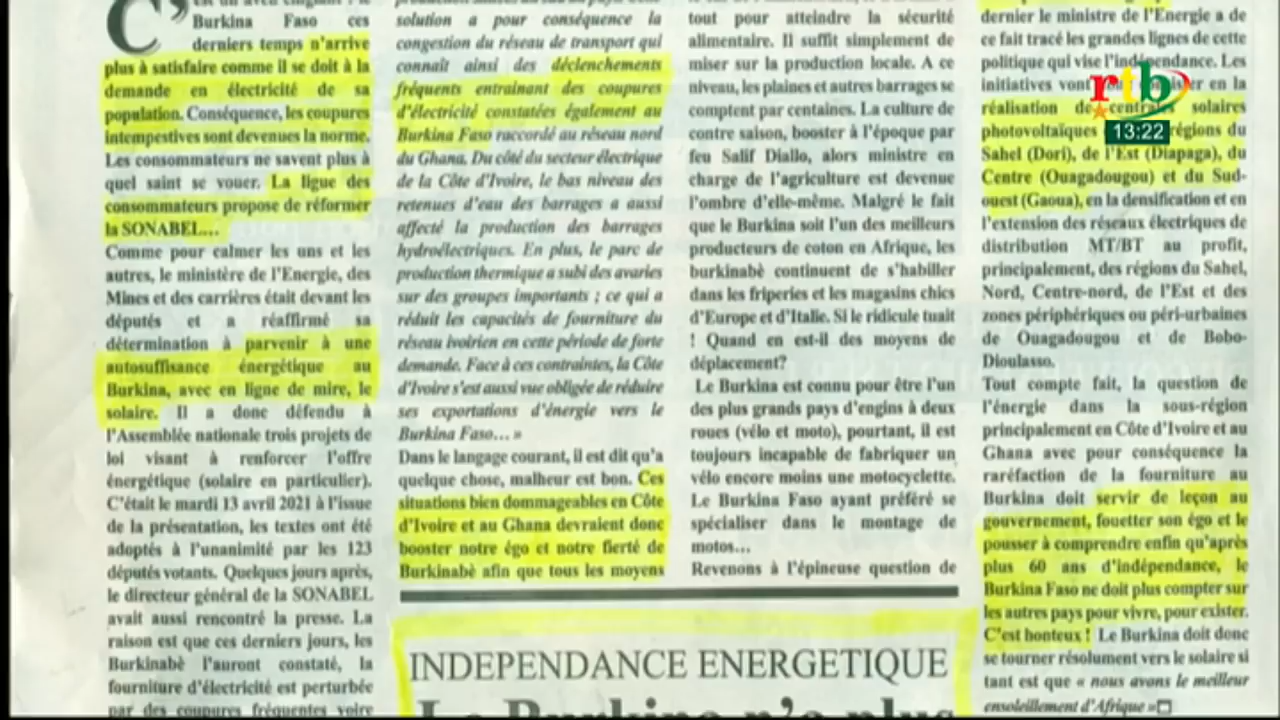 Burkina Faso ces
derniers temps n'arrive
plus à satisfaire comme il se doit à la
demande en électricité de sa
population. Conséquence, les coupures
intempestives sont devenues la norme.
Les consommateurs ne savent plus à
quel saint se vouer. La ligue des
consommateurs propose de réformer
la SONABEL...
Comme pour calmer les uns et les
autres, le ministère de l'Energie, des
Mines et des carrières était devant les
députés et a réaffirmé sa
détermination à parvenir à une
autosuffisance énergétique au
Burkina, avec en ligne de mire, le
solaire. Il a donc défendu à
l'Assemblée nationale trois projets de
loi visant à renforcer l'offre
énergétique (solaire en particulier).
C'était le mardi 13 avril 2021 à l'issue
de la présentation, les textes ont été
adoptés à l'unanimité par les 123
députés votants. Quelques jours après,
le directeur général de la SONABEL
avait aussi rencontré la presse. La
raison est que ces derniers jours, les
Burkinabè l'auront constaté, la
fourniture d'électricité est perturbée
par des coupures fréquentes voire
solution a pour conséquence la
congestion du réseau de transport qui
connaît ainsi des déclenchements
fréquents entrainant des coupures
d'électricité constatées également au
Burkina Faso raccordé au réseau nord
du Ghana. Du côté du secteur électrique
de la Côte d'Ivoire, le bas niveau des
retenues d'eau des barrages a aussi
affecté la production des barrages
hydroélectriques. En plus, le parc de
production thermique a subi des avaries
sur des groupes importants ; ce qui a
réduit les capacités de fourniture du
réseau ivoirien en cette période de forte
demande. Face à ces contraintes, la Côte
d'Ivoire s'est aussi vue obligée de réduire
ses exportations d'énergie vers le
Burkina Faso... »
Dans le langage courant, il est dit qu'a
quelque chose, malheur est bon. Ces
situations bien dommageables en Côte
d'Ivoire et au Ghana devraient donc
booster notre égo et notre fierté de
Burkinabè afin que tous les moyens
INDEPENDANCE ENERGETIQUE
Le Burkina n'a plus
tout pour atteindre la sécurité
alimentaire. Il suffit simplement de
miser sur la production locale. A ce
niveau, les plaines et autres barrages se
comptent par centaines. La culture de
contre saison, booster à l'époque par
feu Salif Diallo, alors ministre en
charge de l'agriculture est devenue
l'ombre d'elle-même. Malgré le fait
que le Burkina soit l'un des meilleurs
producteurs de coton en Afrique, les
burkinabè continuent de s'habiller
dans les friperies et les magasins chics
d'Europe et d'Italie. Si le ridicule tuait
! Quand en est-il des moyens de
déplacement?
Le Burkina est connu pour être l'un
des plus grands pays d'engins à deux
roues (vélo et moto), pourtant, il est
toujours incapable de fabriquer un
vélo encore moins une motocyclette.
Le Burkina Faso ayant préféré se
spécialiser dans le montage de
motos...
Revenons à l'épineuse question de
dernier le ministre de l'Energie a de
ce fait tracé les grandes lignes de cette
politique qui vise l'indépendance. Les
initiatives vont en la
réalisation de centrales solaires
photovoltaïques régions du
Sahel (Dori), de l'Est (Diapaga), du
Centre (Ouagadougou) et du Sud-
ouest (Gaoua), en la densification et en
l'extension des réseaux électriques de
distribution MT/BT au profit,
principalement, des régions du Sahel,
Nord, Centre-nord, de l'Est et des
zones périphériques ou péri-urbaines
de Ouagadougou et de Bobo-
Dioulasso.
Tout compte fait, la question de
l'énergie dans la sous-région
principalement en Côte d'Ivoire et au
Ghana avec pour conséquence la
raréfaction de la fourniture au
Burkina doit servir de leçon au
gouvernement, fouetter son égo et le
pousser à comprendre enfin qu'après
plus 60 ans d'indépendance, le
Burkina Faso ne doit plus compter sur
les autres pays pour vivre, pour exister.
C'est honteux ! Le Burkina doit donc
se tourner résolument vers le solaire si
tant est que « nous avons le meilleur
ensoleillement d'Afrique »
rtb
13:22